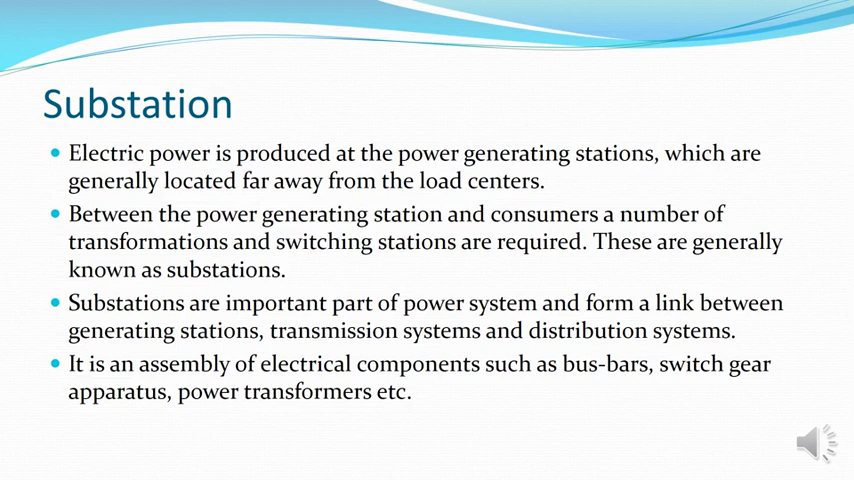 Substation
• Electric power is produced at the power generating stations, which are
generally located far away from the load centers.
• Between the power generating station and consumers a number of
transformations and switching stations are required. These are generally
known as substations.
• Substations are important part of power system and form a link between
generating stations, transmission systems and distribution systems.
• It is an assembly of electrical components such as bus-bars, switch gear
apparatus, power transformers etc.